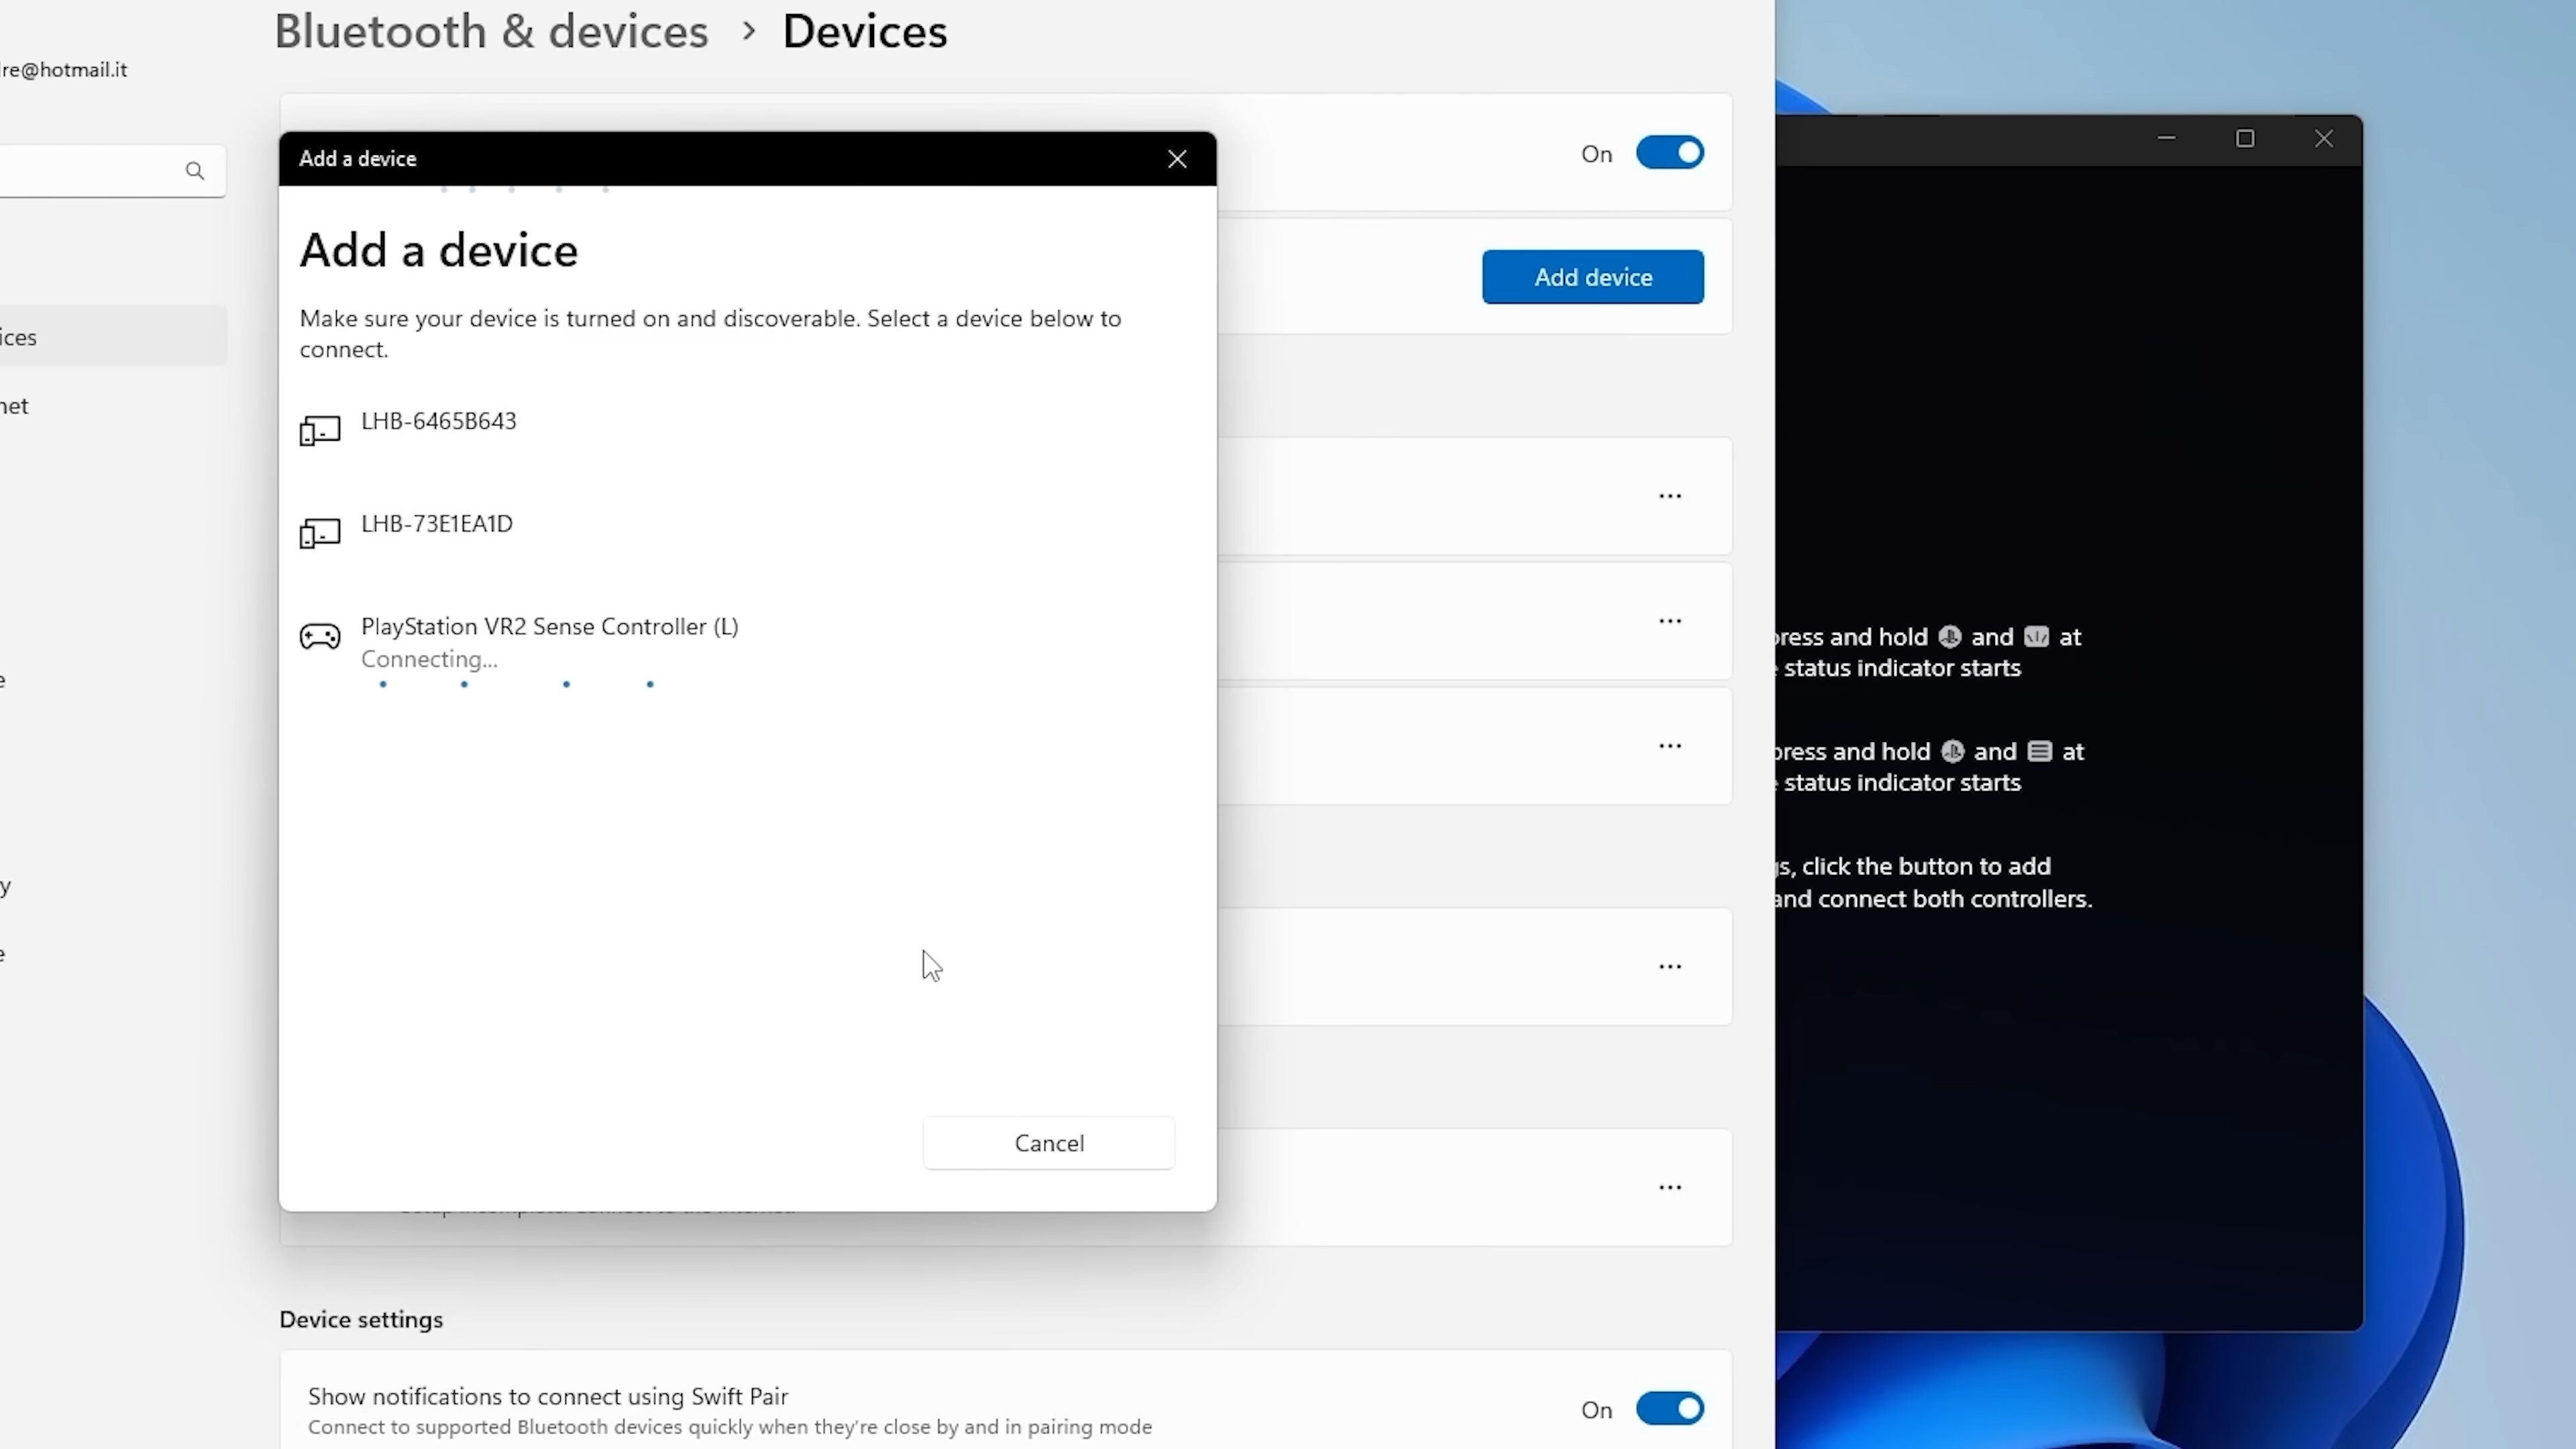 Bluetooth & devices > Devices
re@hotmail.it
On
Add a device
Add a device
Add device
Make sure your device is turned on and discoverable. Select a device below to
connect.
LHB-6465B643
LHB-73E1EA1D
PlayStation VR2 Sense Controller (L)
Connecting...
Cancel
press and hold and at
status indicator starts
press and hold and at
status indicator starts
click the button to add
and connect both controllers.
Device settings
Show notifications to connect using Swift Pair
Connect to supported Bluetooth devices quickly when they're close by and in pairing mode
On